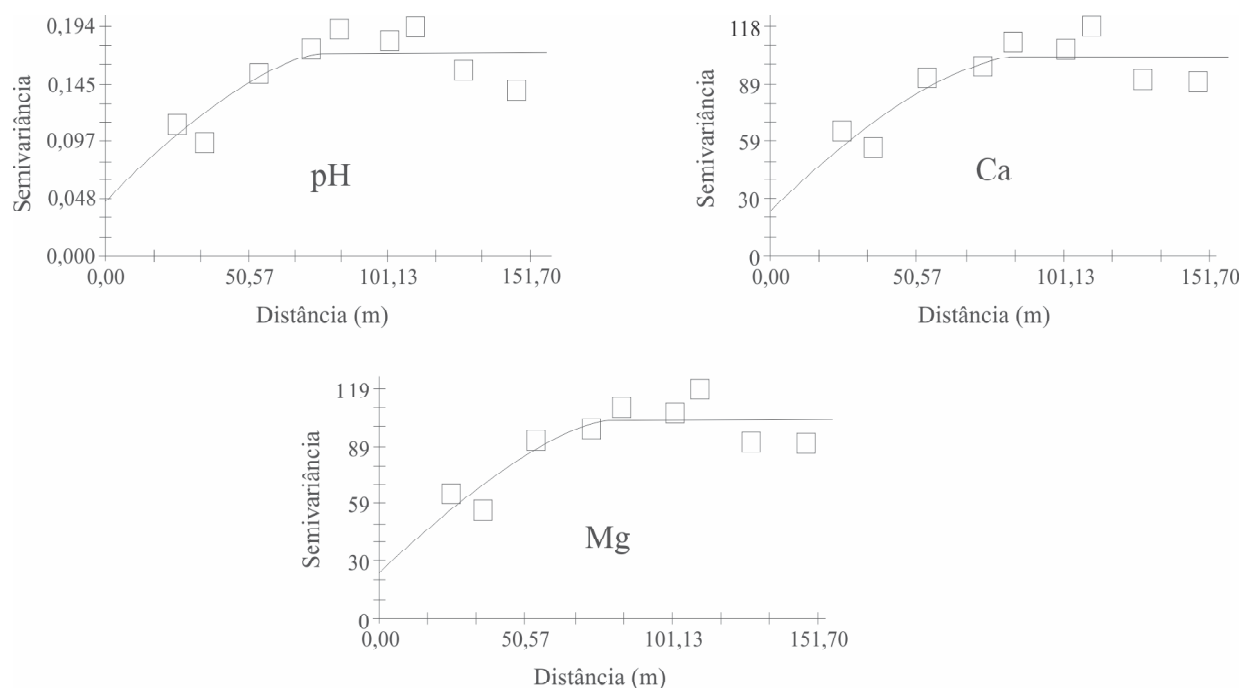 0,194
0,145
0,097
0,048
0,000
Semivariância
pH
0,00 50,57 101,13 151,70
Distância (m)
118
89
59
30
0
Semivariância
Ca
0,00 50,57 101,13 151,70
Distância (m)
119
89
59
30
0
Semivariância
Mg
0,00 50,57 101,13 151,70
Distância (m)